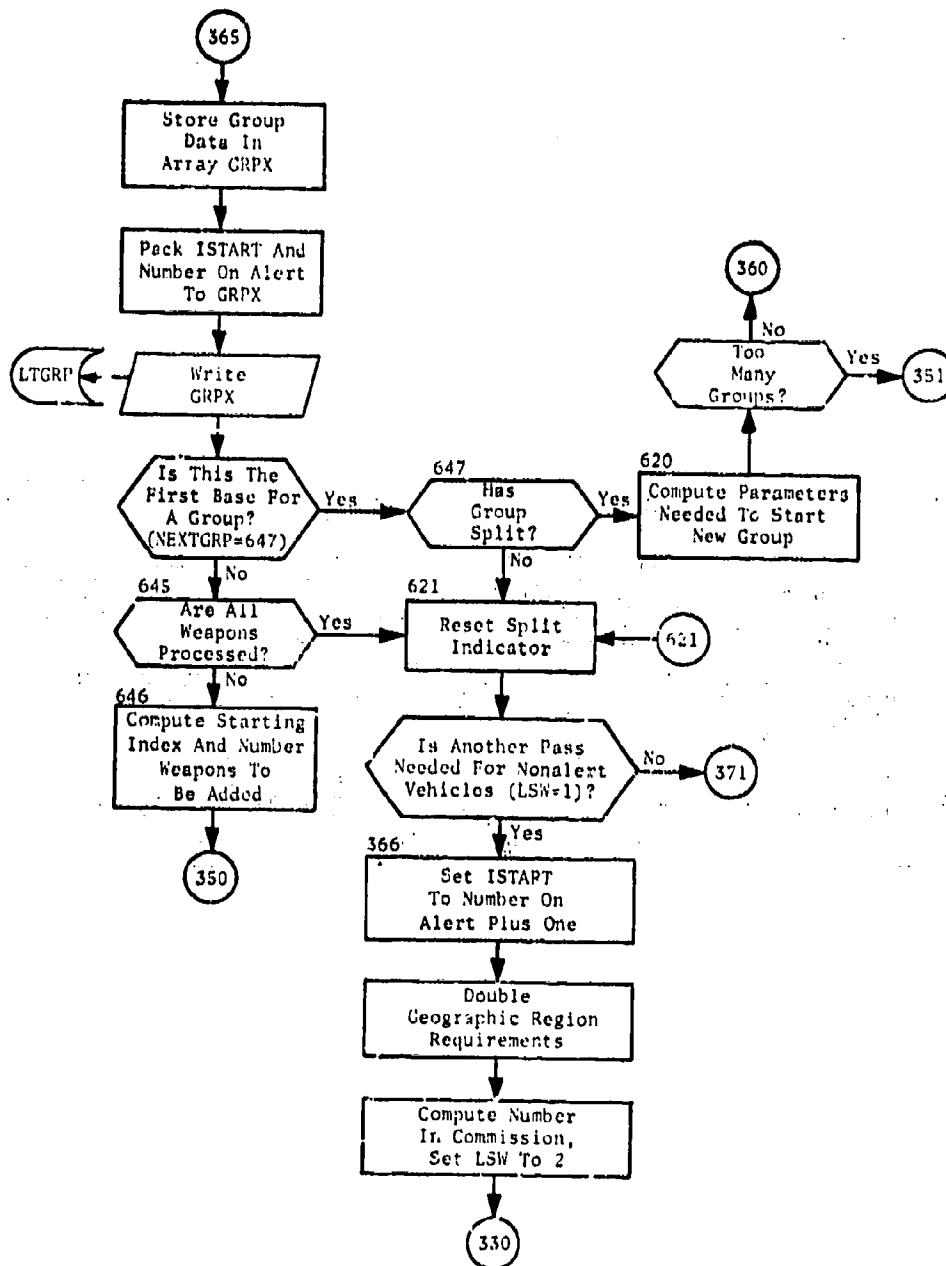 365
Store Group
Data In
Array GRPX
Pack ISTART And
Number On Alert
To GRPX
LTGRP
Write
GRPX
Is This The
First Base For
A Group?
(NEXTGRP=647)
Yes
No
647
Has
Group
Split?
Yes
No
620
Compute Parameters
Needed To Start
New Group
Too
Many
Groups?
No
360
Yes
351
645
Are All
Weapons
Processed?
Yes
No
621
Reset Split
Indicator
621
646
Compute Starting
Index And Number
Weapons To
Be Added
350
Is Another Pass
Needed For Nonalert
Vehicles (LSW=1)?
No
371
Yes
366
Set ISTART
To Number On
Alert Plus One
Double
Geographic Region
Requirements
Compute Number
In Commission,
Set LSW To 2
330